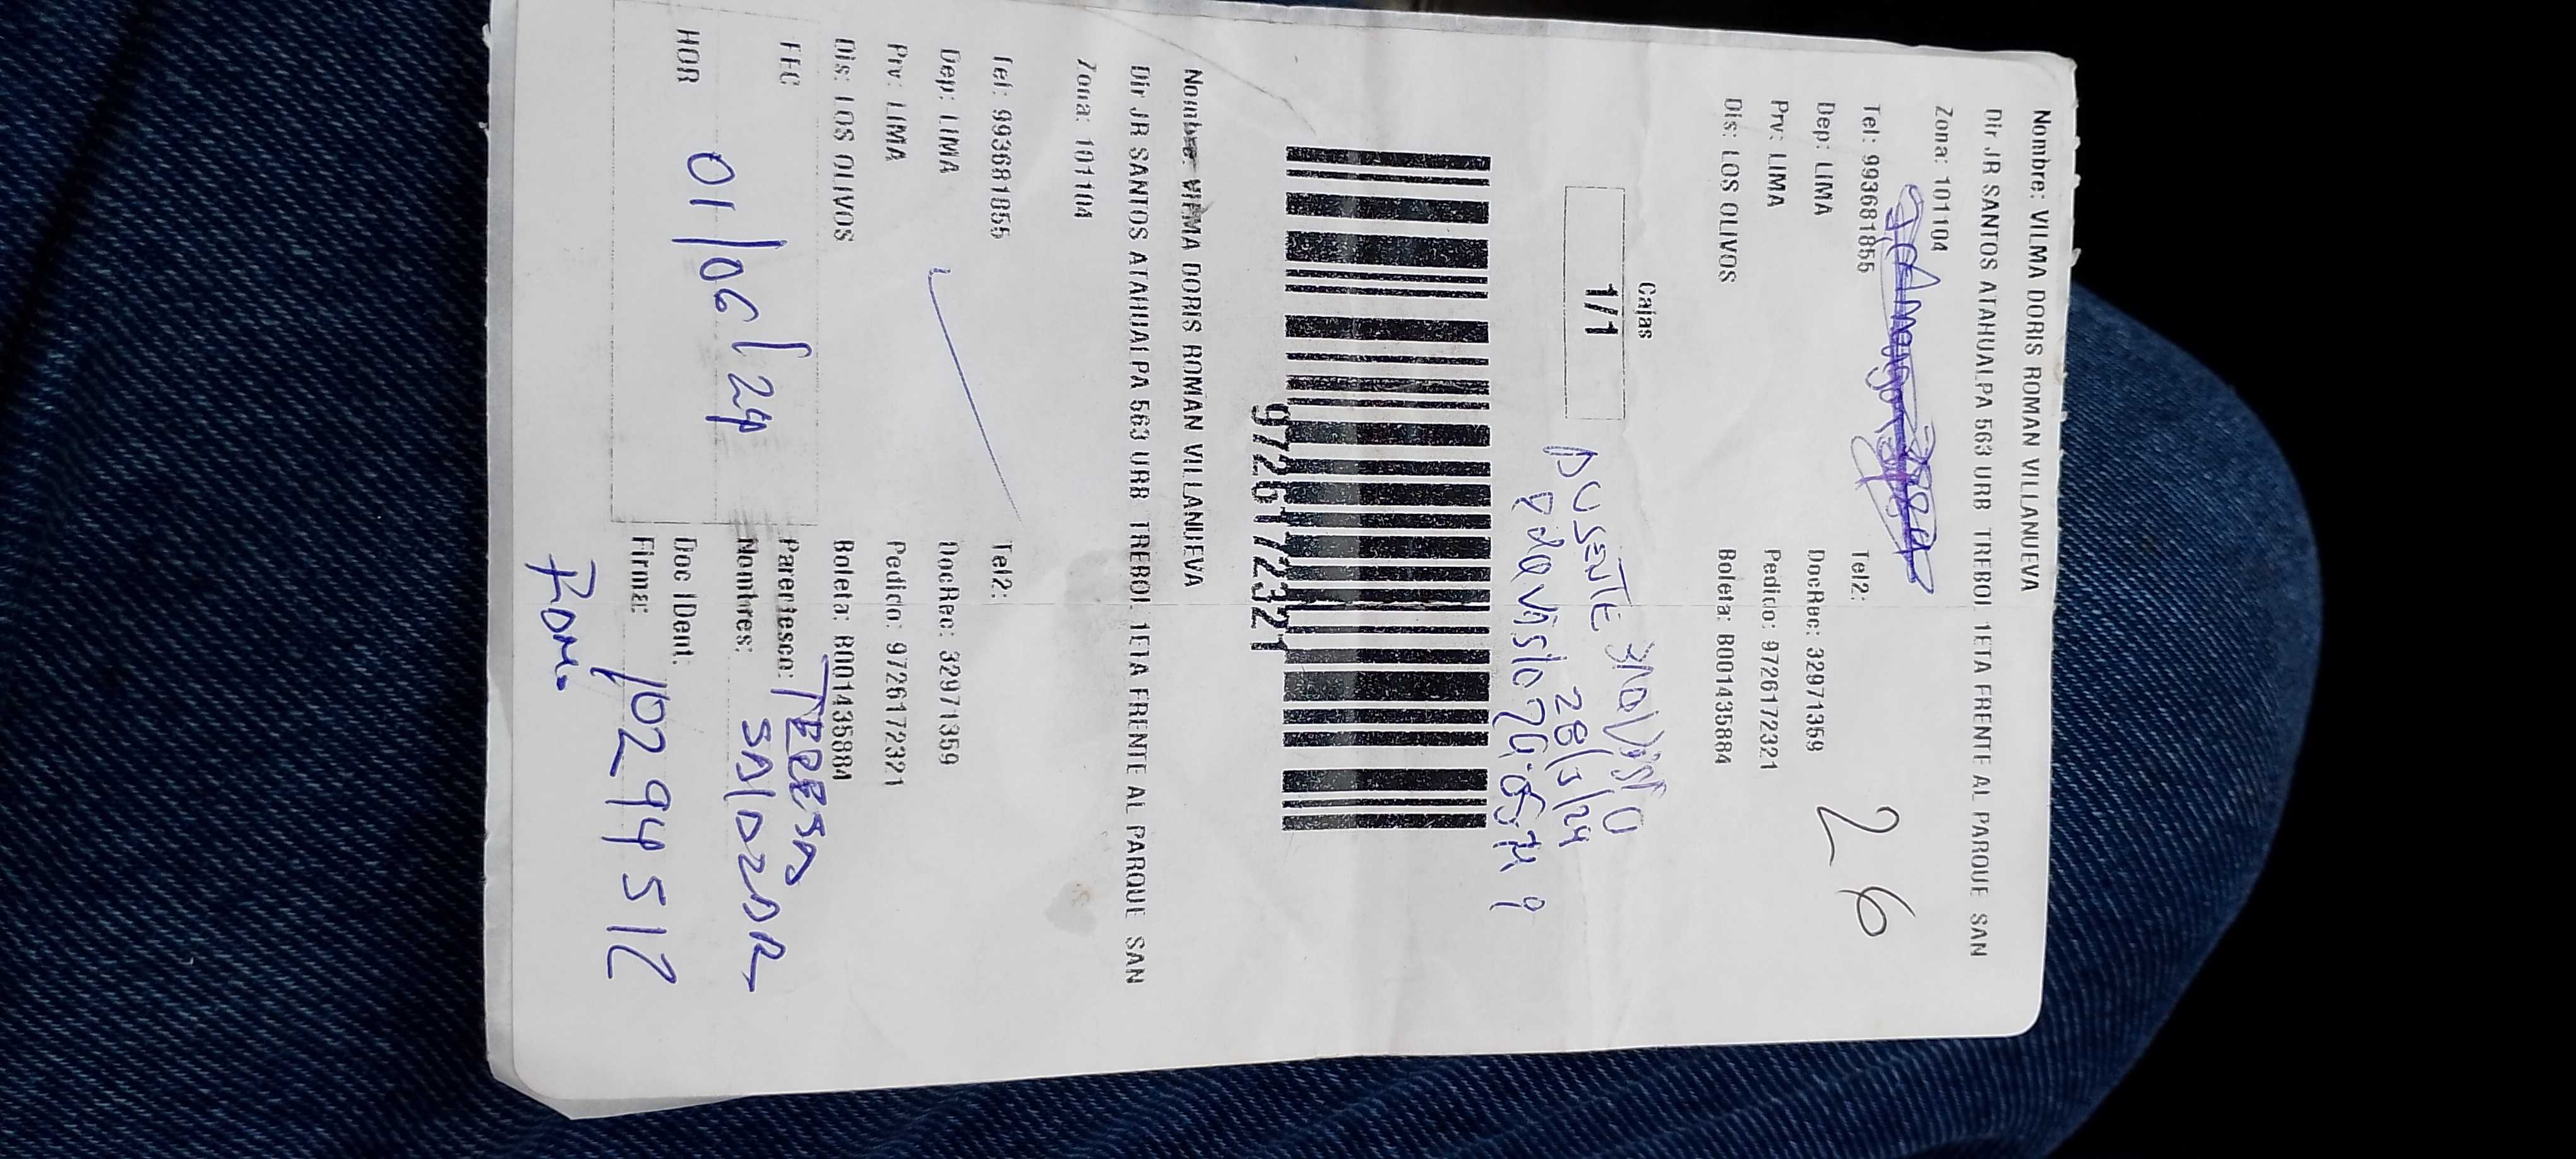 Nombre: VILMA DORIS ROMAN VILLANUEVA
Dir JR SANTOS ATAHUALPA 563 URB TREBOL 1ETA FRENTE AL PARQUE SAN
Zona: 101104
Tel: 993681855 Tel2:
Dep: LIMA DocRec: 32971359
26
Prv: LIMA Pedido: 9726172321
Dis: LOS OLIVOS Boleta: B001435884
Cajas
1/1
28/5/24
9726172321
Nombre: VILMA DORIS ROMAN VILLANUEVA
Dir JR SANTOS ATAHUALPA 563 URB TREBOL 1ETA FRENTE AL PARQUE SAN
Zona: 101104
Tel: 993681855 Tel2:
Dep: LIMA DocRec: 32971359
Prv: LIMA Pedido: 9726172321
Dis: LOS OLIVOS Boleta: B001435884
FEC Parentesco: TERESA
01/06/24 Nombres: SALAZAR
HOR Doc IDent:
Firma: 10294512